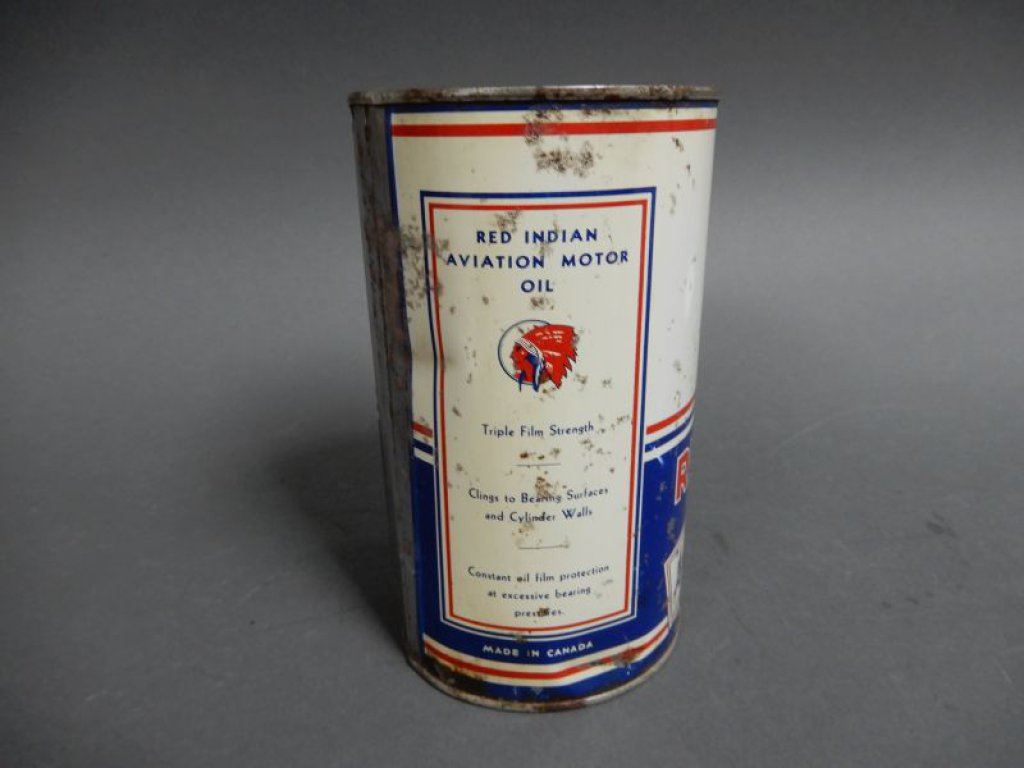 RED INDIAN
AVIATION MOTOR
OIL
Triple Film Strength
Clings to Bearing Surfaces
and Cylinder Walls
Constant oil film protection
at excessive bearing
pressures.
MADE IN CANADA
R